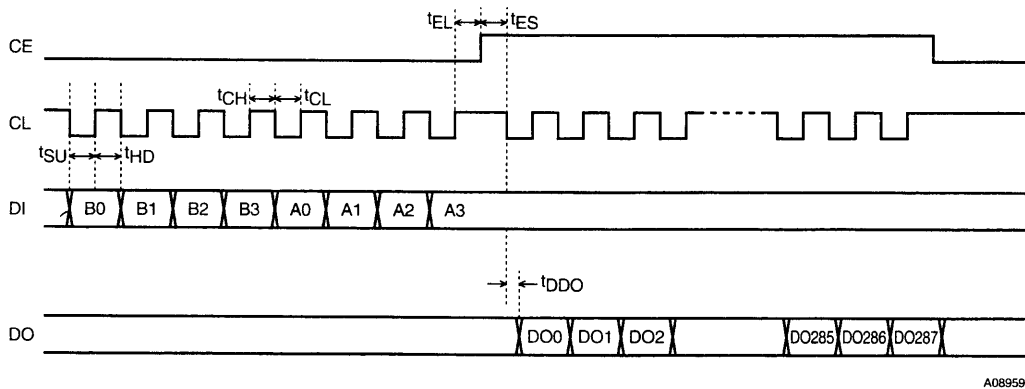 tEL tES
CE
tCH tCL
CL
tSU tHD
DI B0 B1 B2 B3 A0 A1 A2 A3
tDDO
DO DO0 DO1 DO2 DO285 DO286 DO287
A08959